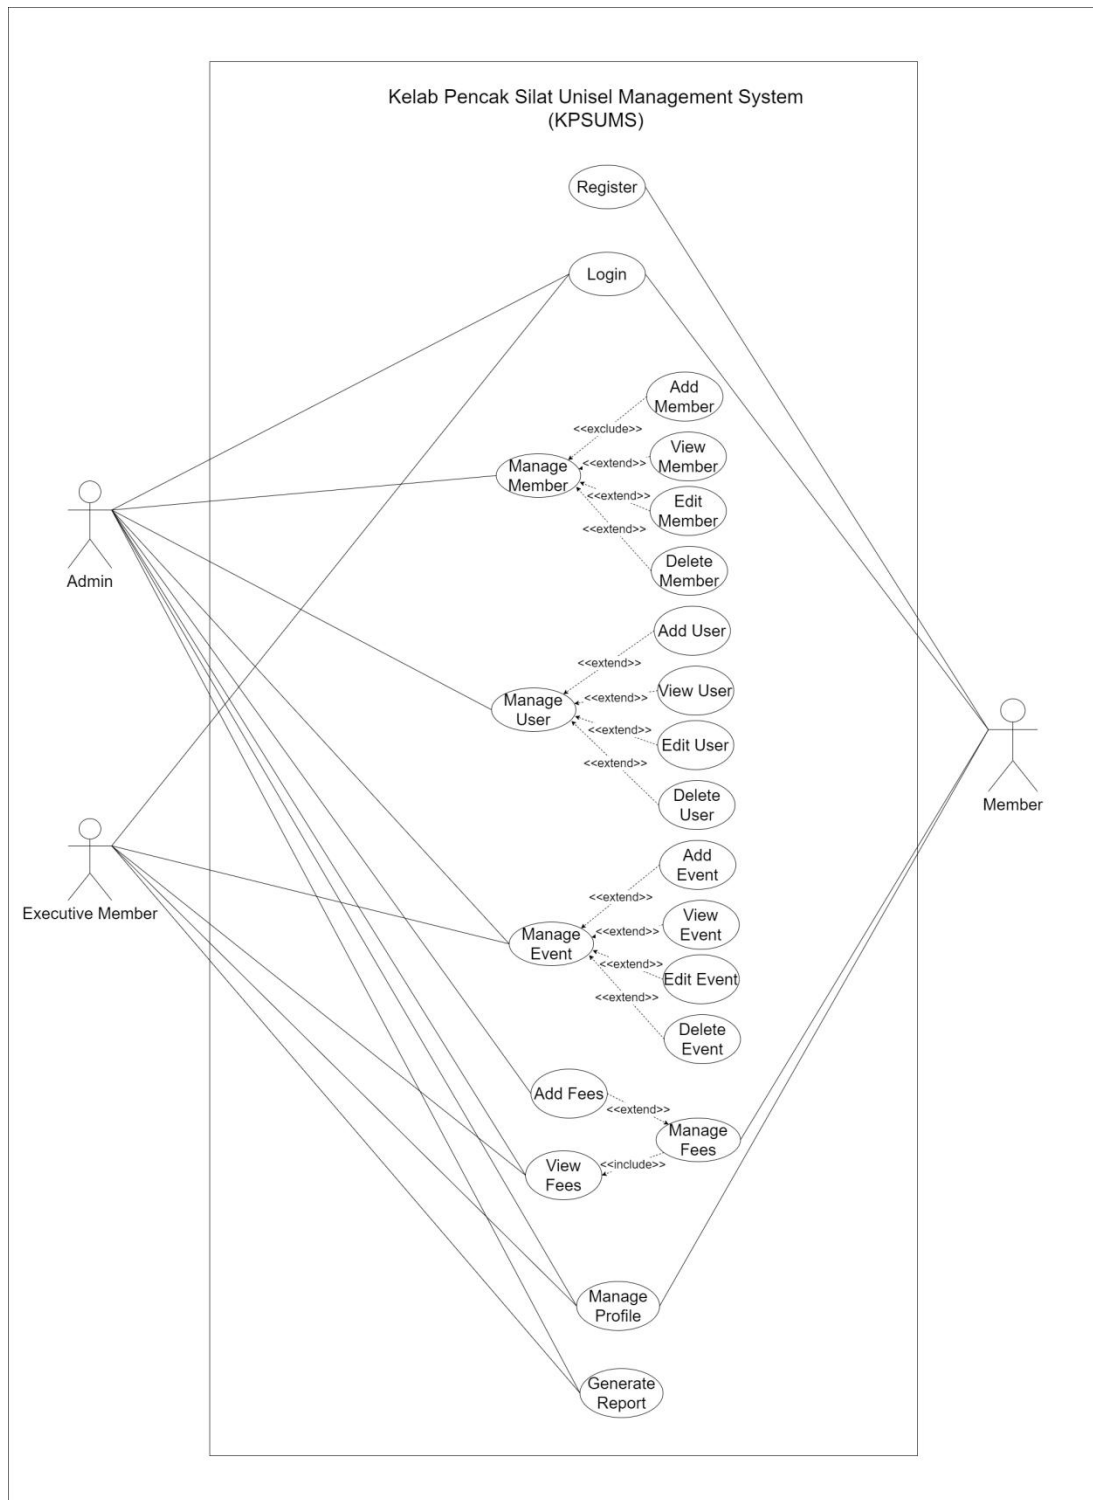 Kelab Pencak Silat Unisel Management System
(KPSUMS)
Register
Login
Add
Member
<<exclude>>
View
Member
<<extend>>
Manage
Member
Edit
Member
<<extend>>
<<extend>>
Delete
Member
Admin
Add User
<<extend>>
View User
<<extend>>
Manage
User
<<extend>>
Edit User
<<extend>>
Delete
User
Member
Executive Member
Add
Event
<<extend>>
View
Event
<<extend>>
Manage
Event
<<extend>>
Edit Event
<<extend>>
Delete
Event
Add Fees
<<extend>>
Manage
Fees
<<include>>
View
Fees
Manage
Profile
Generate
Report